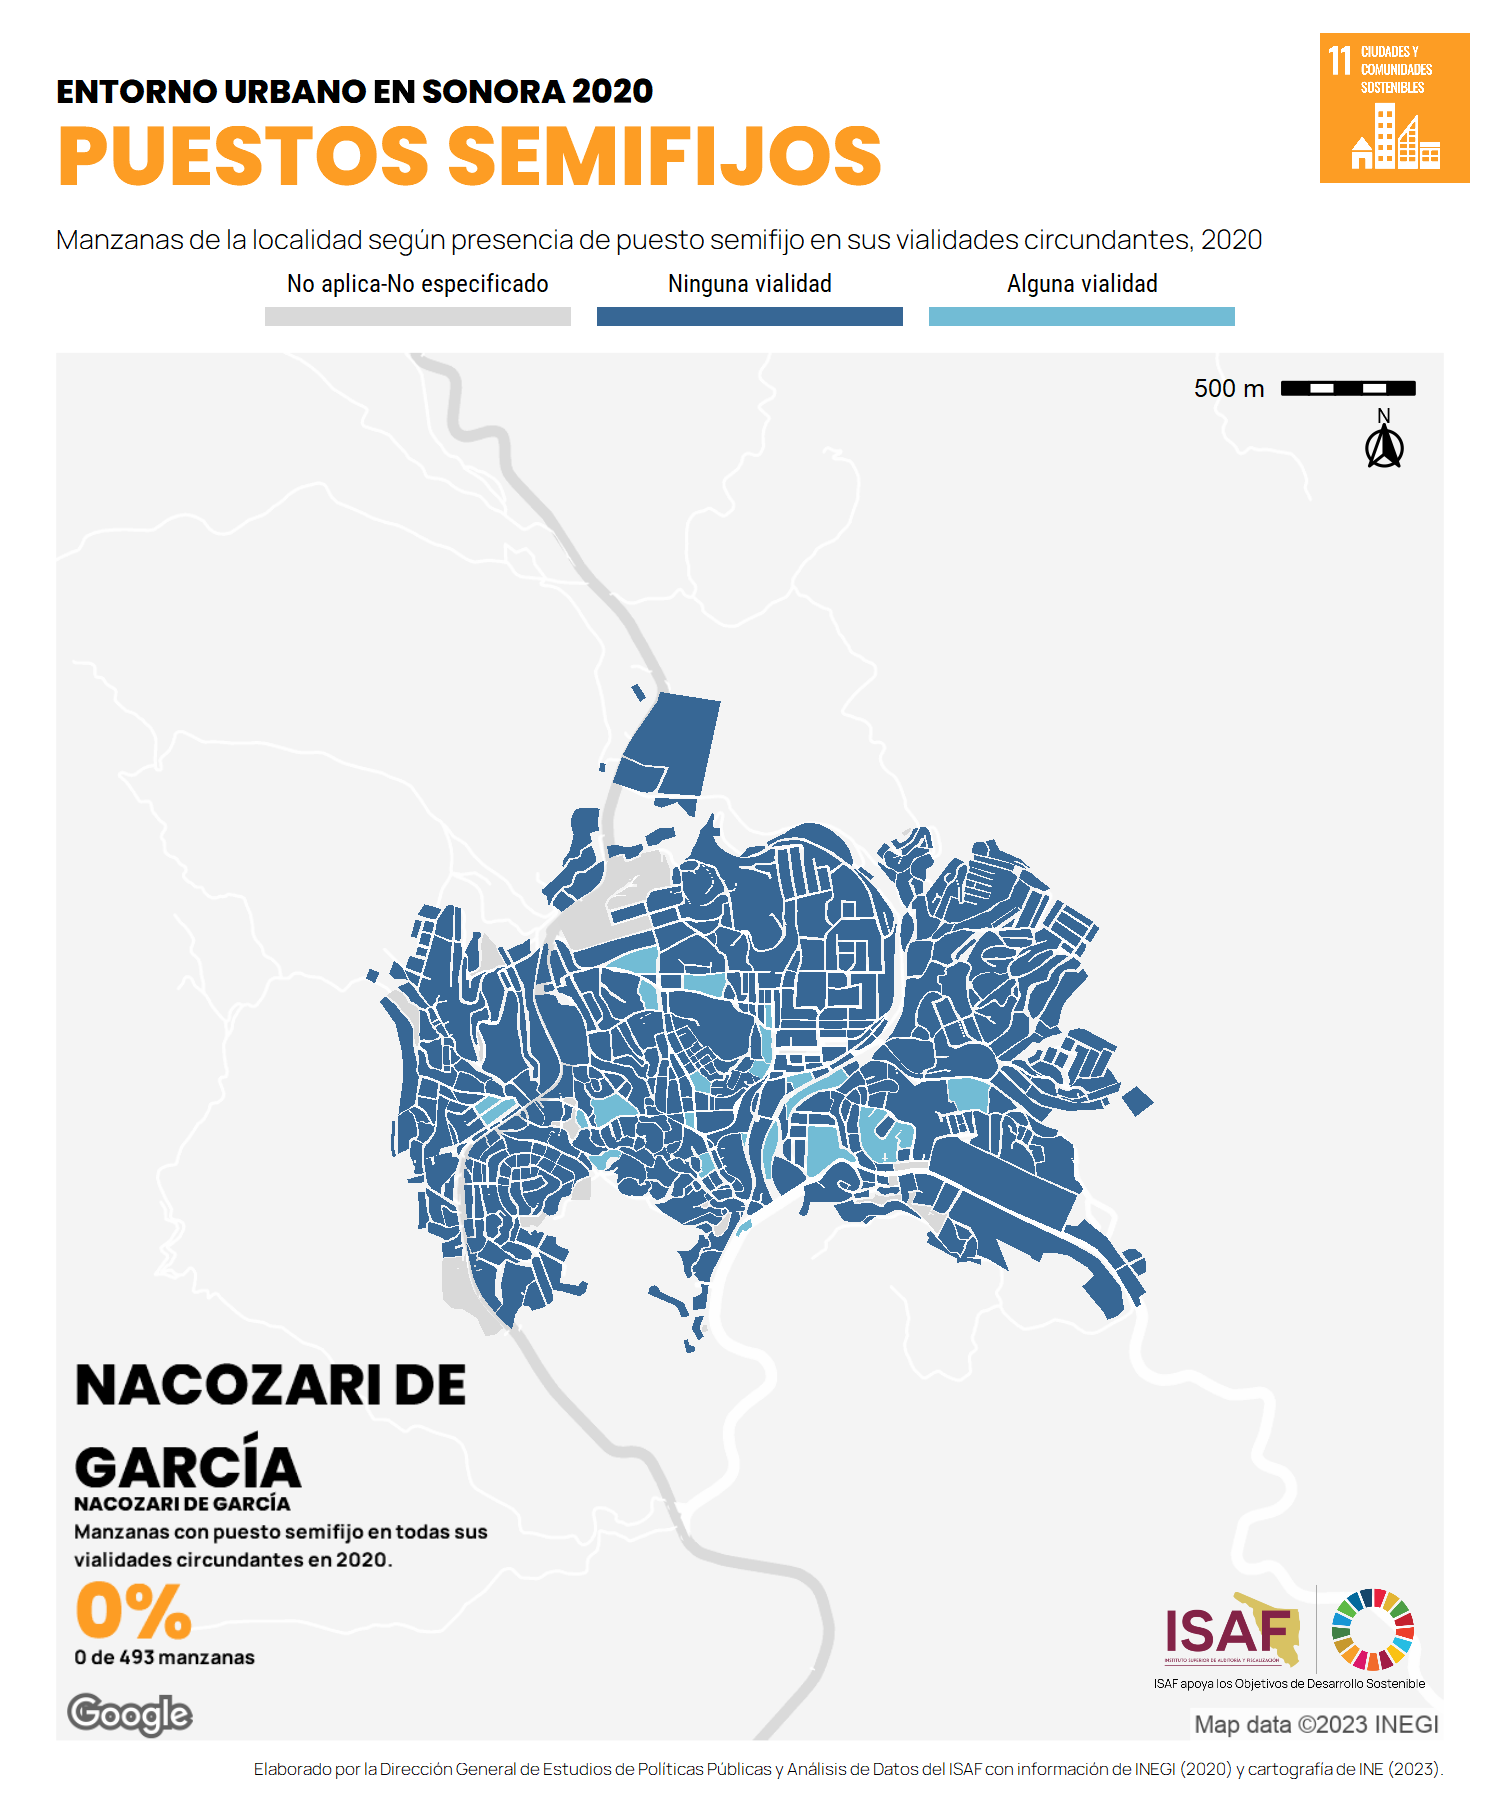 ENTORNO URBANO EN SONORA 2020
PUESTOS SEMIFIJOS
11 CIUDADES Y
COMUNIDADES
SOSTENIBLES
Manzanas de la localidad según presencia de puesto semifijo en sus vialidades circundantes, 2020
No aplica-No especificado Ninguna vialidad Alguna vialidad
500 m
N
NACOZARI DE
GARCÍA
NACOZARI DE GARCÍA
Manzanas con puesto semifijo en todas sus
vialidades circundantes en 2020.
0%
0 de 493 manzanas
Google
ISAF
INSTITUTO SUPERIOR DE AUDITORÍA Y FISCALIZACIÓN
ISAF apoya los Objetivos de Desarrollo Sostenible
Map data ©2023 INEGI
Elaborado por la Dirección General de Estudios de Políticas Públicas y Análisis de Datos del ISAF con información de INEGI (2020) y cartografía de INE (2023).